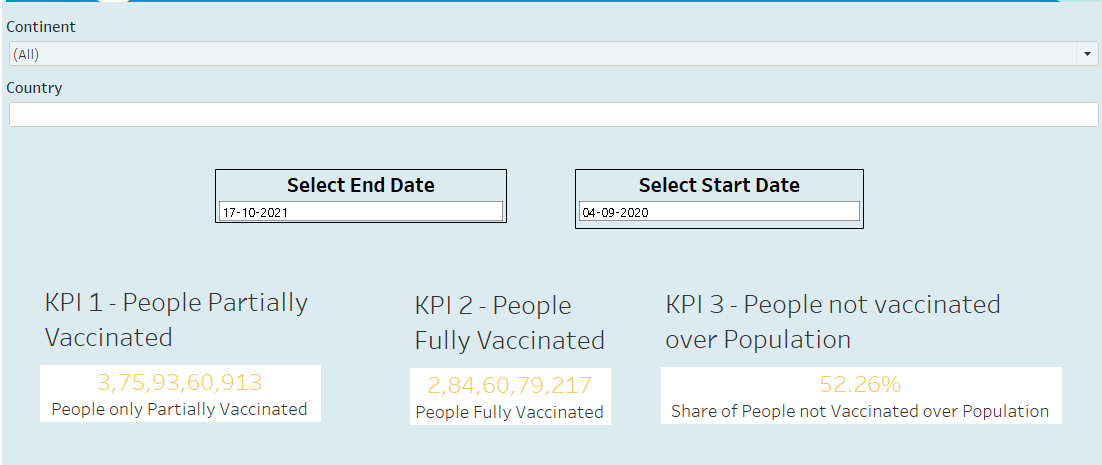 Continent
(All)
Country
Select End Date
17-10-2021
Select Start Date
04-09-2020
KPI 1 - People Partially
Vaccinated
3,75,93,60,913
People only Partially Vaccinated
KPI 2 - People
Fully Vaccinated
2,84,60,79,217
People Fully Vaccinated
KPI 3 - People not vaccinated
over Population
52.26%
Share of People not Vaccinated over Population